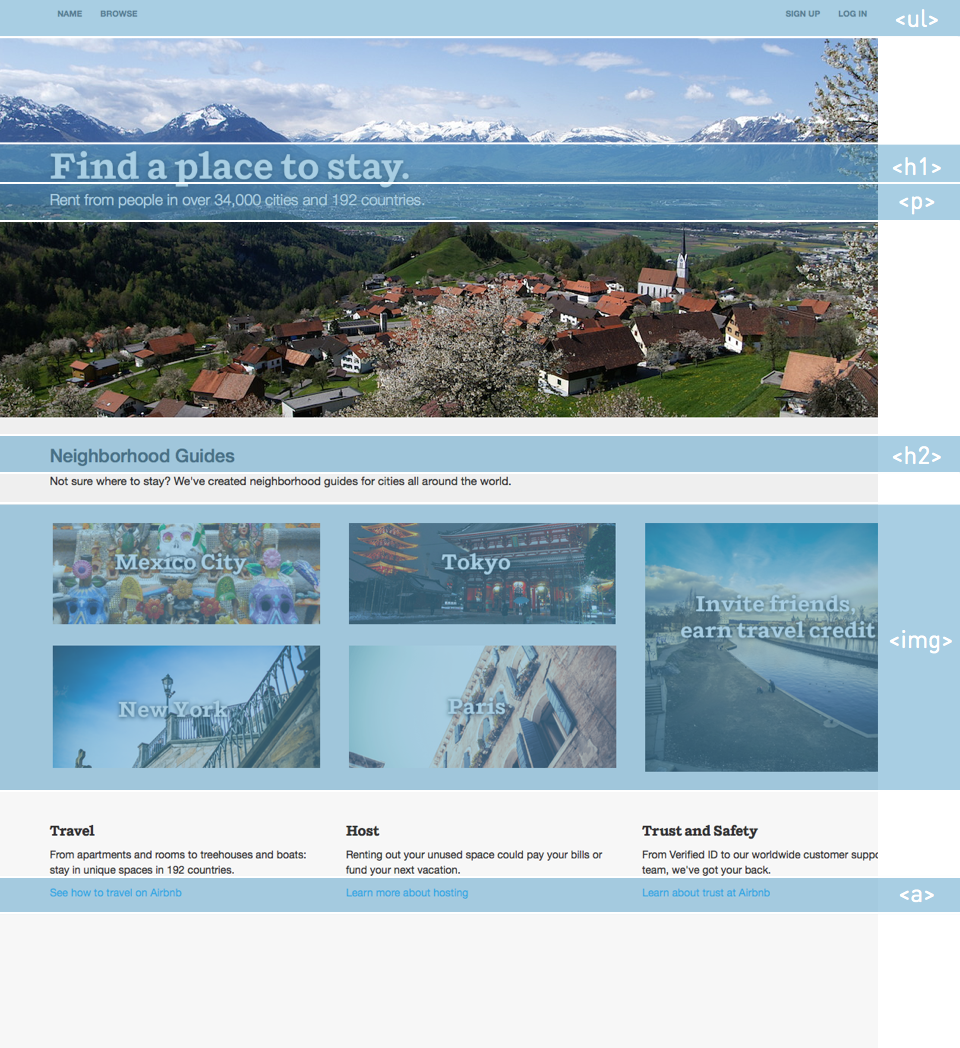 NAME BROWSE SIGN UP LOG IN <ul>
Find a place to stay. <h1>
Rent from people in over 34,000 cities and 192 countries. <p>
Neighborhood Guides <h2>
Not sure where to stay? We've created neighborhood guides for cities all around the world.
Mexico City
Tokyo
Invite friends,
earn travel credit
<img>
New York
Paris
Travel
From apartments and rooms to treehouses and boats:
stay in unique spaces in 192 countries.
See how to travel on Airbnb
Host
Renting out your unused space could pay your bills or
fund your next vacation.
Learn more about hosting
Trust and Safety
From Verified ID to our worldwide customer suppo
team, we've got your back.
Learn about trust at Airbnb
<a>